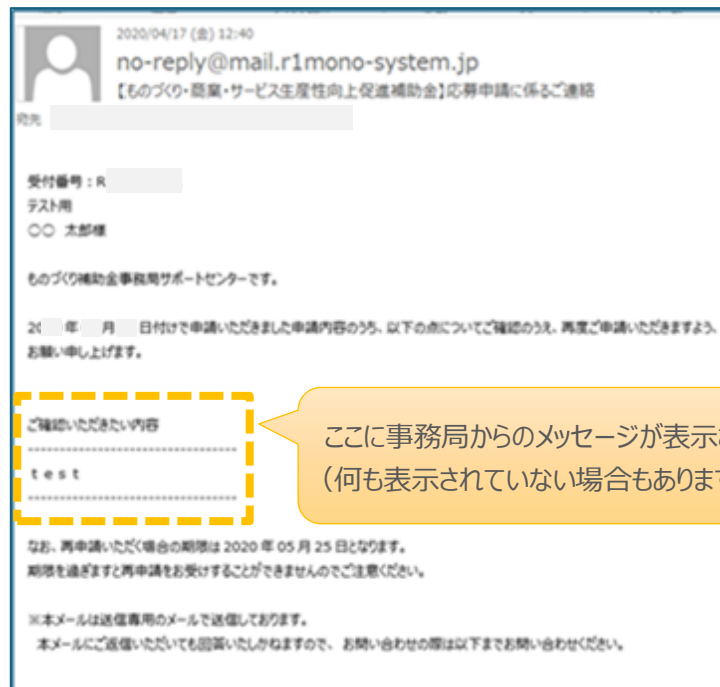 2020/04/17 (金) 12:40
no-reply@mail.r1mono-system.jp
【ものづくり・商業・サービス生産性向上促進補助金】応募申請に係るご連絡
宛先
受付番号：R
テスト用
〇〇 太郎様
ものづくり補助金事務局サポートセンターです。
20 年 月 日付けで申請いただきました申請内容のうち、以下の点についてご確認のうえ、再度ご申請いただきますよう、
お願い申し上げます。
ご確認いただきたい内容
----------------------------------
ｔｅｓｔ
----------------------------------
ここに事務局からのメッセージが表示
（何も表示されていない場合もありま
なお、再申請いただく場合の期限は 2020 年 05 月 25 日となります。
期限を過ぎますと再申請をお受けすることができませんのでご注意ください。
※本メールは送信専用のメールで送信しております。
本メールにご返信いただいても回答いたしかねますので、お問い合わせの際は以下までお問い合わせください。